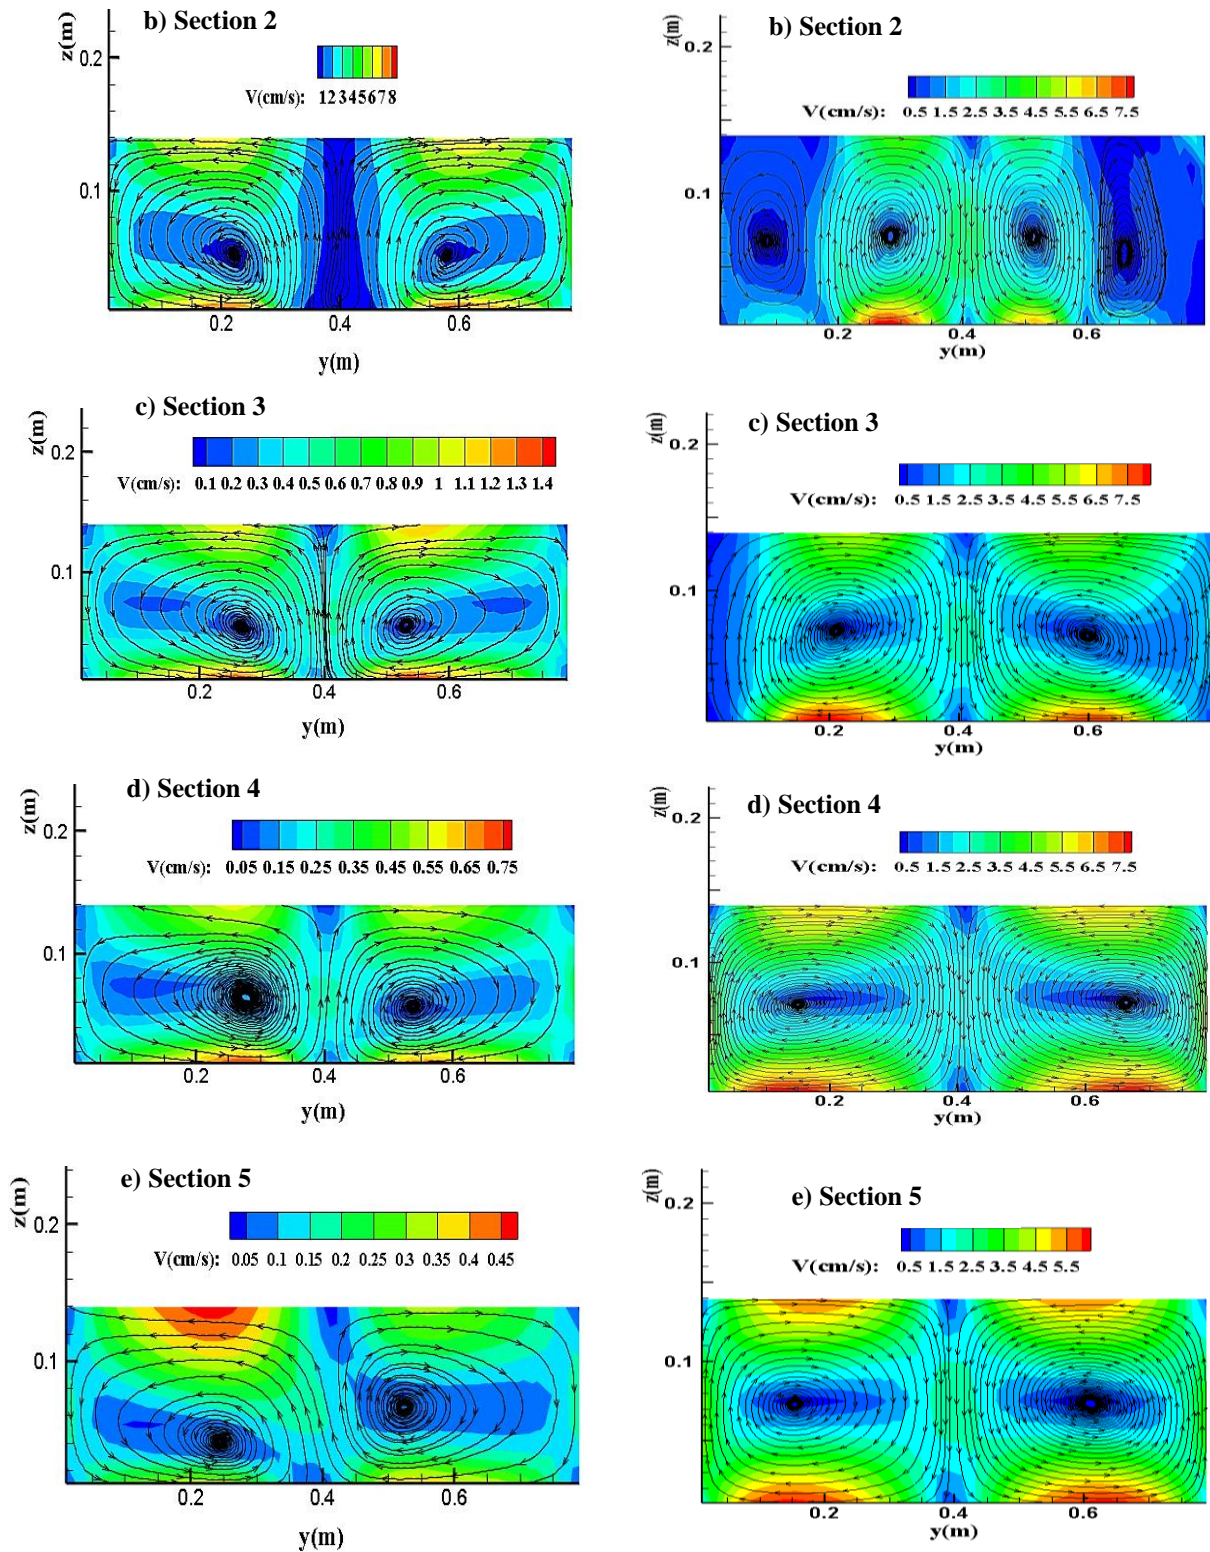 b) Section 2
z(m)
0.2
V(cm/s): 12345678
0.1
0.2 0.4 0.6
y(m)
b) Section 2
z(m)
0.2
V(cm/s): 0.5 1.5 2.5 3.5 4.5 5.5 6.5 7.5
0.1
0.2 0.4 0.6
y(m)
c) Section 3
z(m)
0.2
V(cm/s): 0.1 0.2 0.3 0.4 0.5 0.6 0.7 0.8 0.9 1 1.1 1.2 1.3 1.4
0.1
0.2 0.4 0.6
y(m)
c) Section 3
z(m)
0.2
V(cm/s): 0.5 1.5 2.5 3.5 4.5 5.5 6.5 7.5
0.1
0.2 0.4 0.6
y(m)
d) Section 4
z(m)
0.2
V(cm/s): 0.05 0.15 0.25 0.35 0.45 0.55 0.65 0.75
0.1
0.2 0.4 0.6
y(m)
d) Section 4
z(m)
0.2
V(cm/s): 0.5 1.5 2.5 3.5 4.5 5.5 6.5 7.5
0.1
0.2 0.4 0.6
y(m)
e) Section 5
z(m)
0.2
V(cm/s): 0.05 0.1 0.15 0.2 0.25 0.3 0.35 0.4 0.45
0.1
0.2 0.4 0.6
y(m)
e) Section 5
z(m)
0.2
V(cm/s): 0.5 1.5 2.5 3.5 4.5 5.5
0.1
0.2 0.4 0.6
y(m)